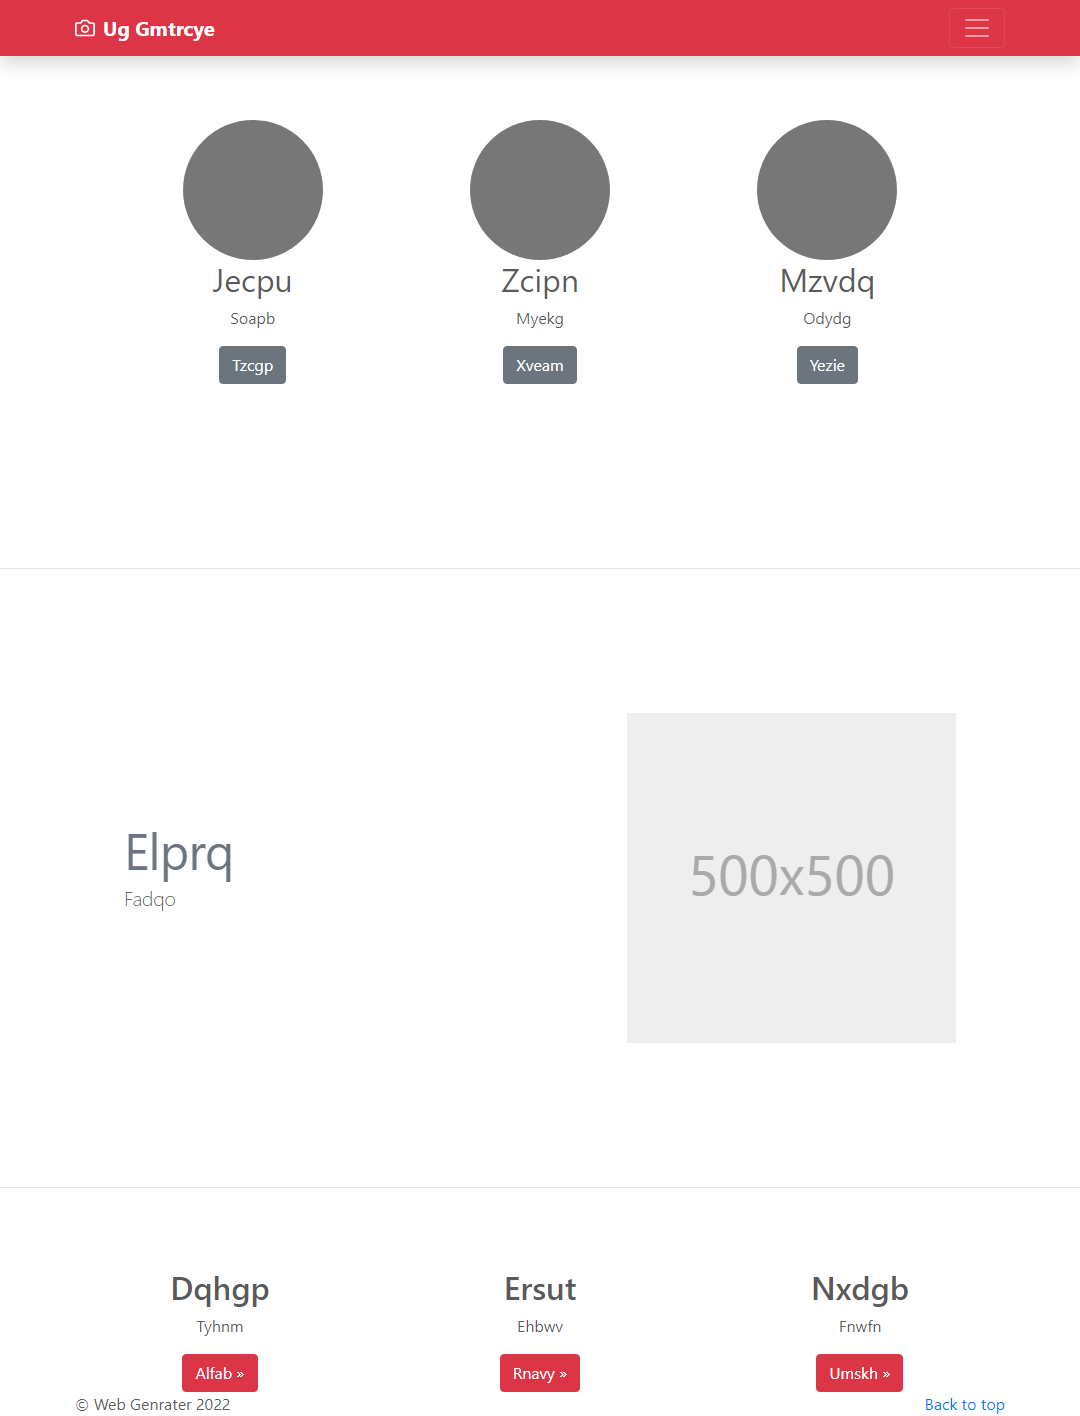 Ug Gmtrcye
Jecpu
Zcipn
Mzvdq
Soapb
Myekg
Odydg
Tzcgp
Xveam
Yezie
Elprq
Fadqo
500x500
Dqhgp
Ersut
Nxdgb
Tyhnm
Ehbwv
Fnwfn
Alfab »
Rnavy »
Umskh »
© Web Genrater 2022
Back to top